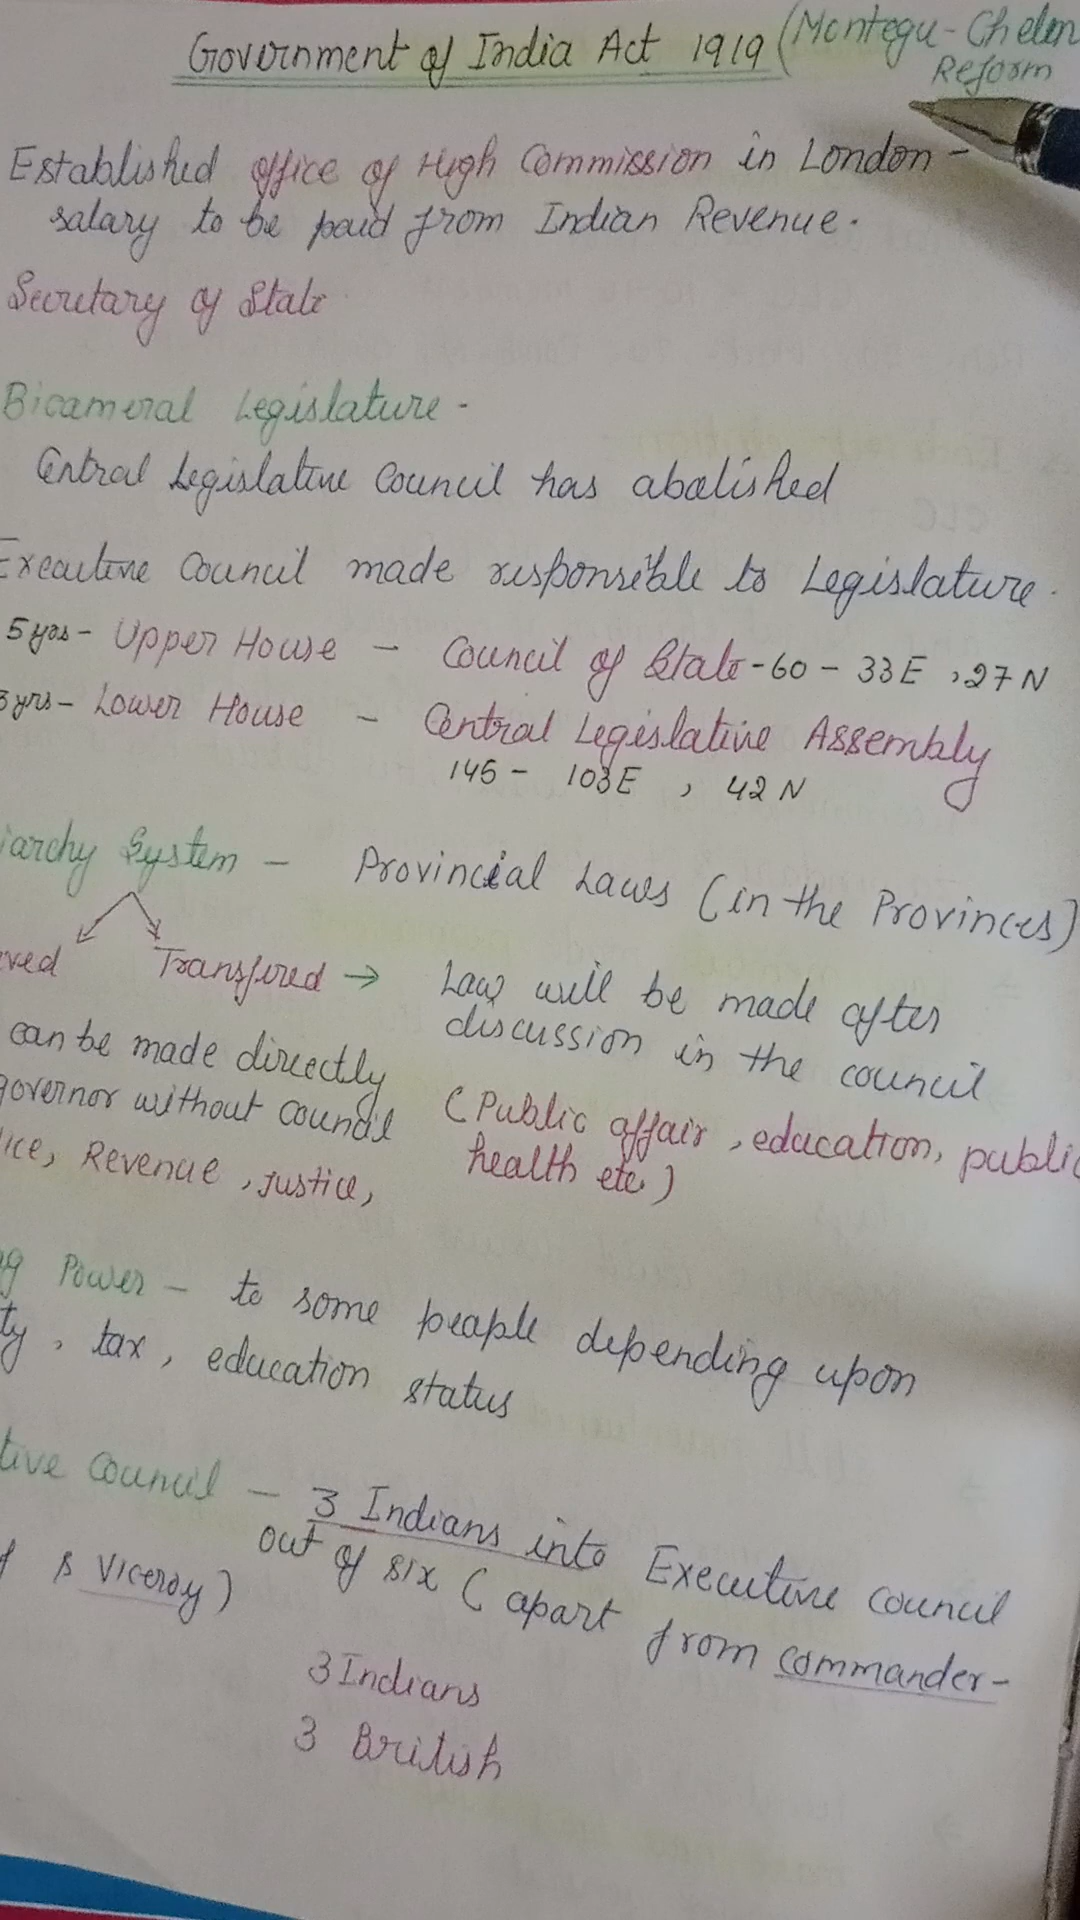 Government of India Act 1919 (Montegu-Chelm
Reform
Established office of High Commission in London -
salary to be paid from Indian Revenue.
Secretary of State
Bicameral Legislature -
Central Legislative Council has abolished
Executive Council made responsible to Legislature.
5 yrs - Upper House - Council of State - 60 - 33E , 27 N
3 yrs - Lower House - Central Legislative Assembly
145 - 103E , 42 N
iarchy System - Provincial Laws (in the Provinces)
rved Transfered → Law will be made after
discussion in the council
can be made directly
governor without council (Public affair, education, public
ice, Revenue, Justice, health etc.)
ng Power - to some people depending upon
ty, tax, education status
tive Council - 3 Indians into Executive council
out of six (apart from commander-
f is Viceroy)
3 Indians
3 British